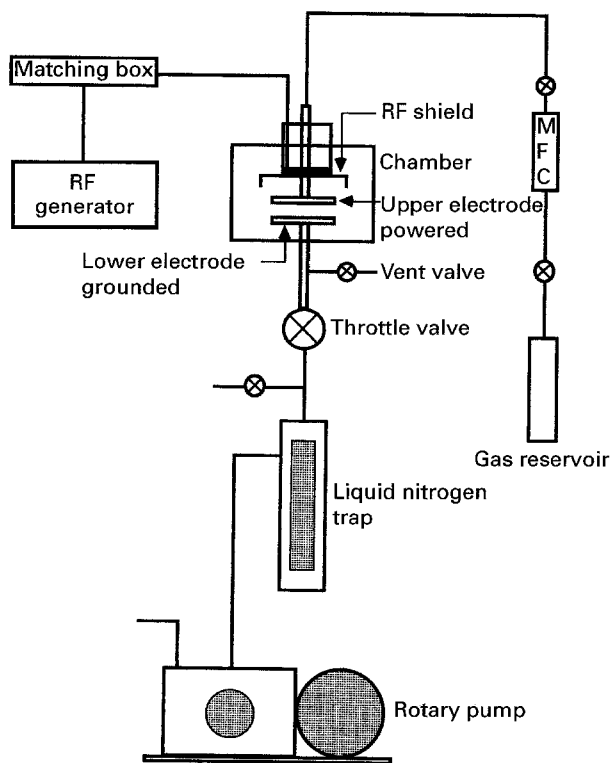 Matching box
RF shield
M
F
C
Chamber
RF
generator
Upper electrode
powered
Lower electrode
grounded
Vent valve
Throttle valve
Gas reservoir
Liquid nitrogen
trap
Rotary pump